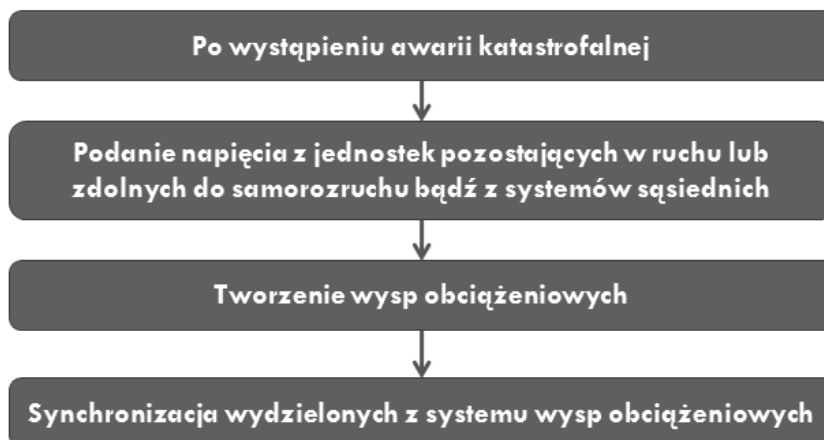 Po wystąpieniu awarii katastrofalnej
Podanie napięcia z jednostek pozostających w ruchu lub
zdolnych do samorozruchu bądź z systemów sąsiednich
Tworzenie wysp obciążeniowych
Synchronizacja wydzielonych z systemu wysp obciążeniowych